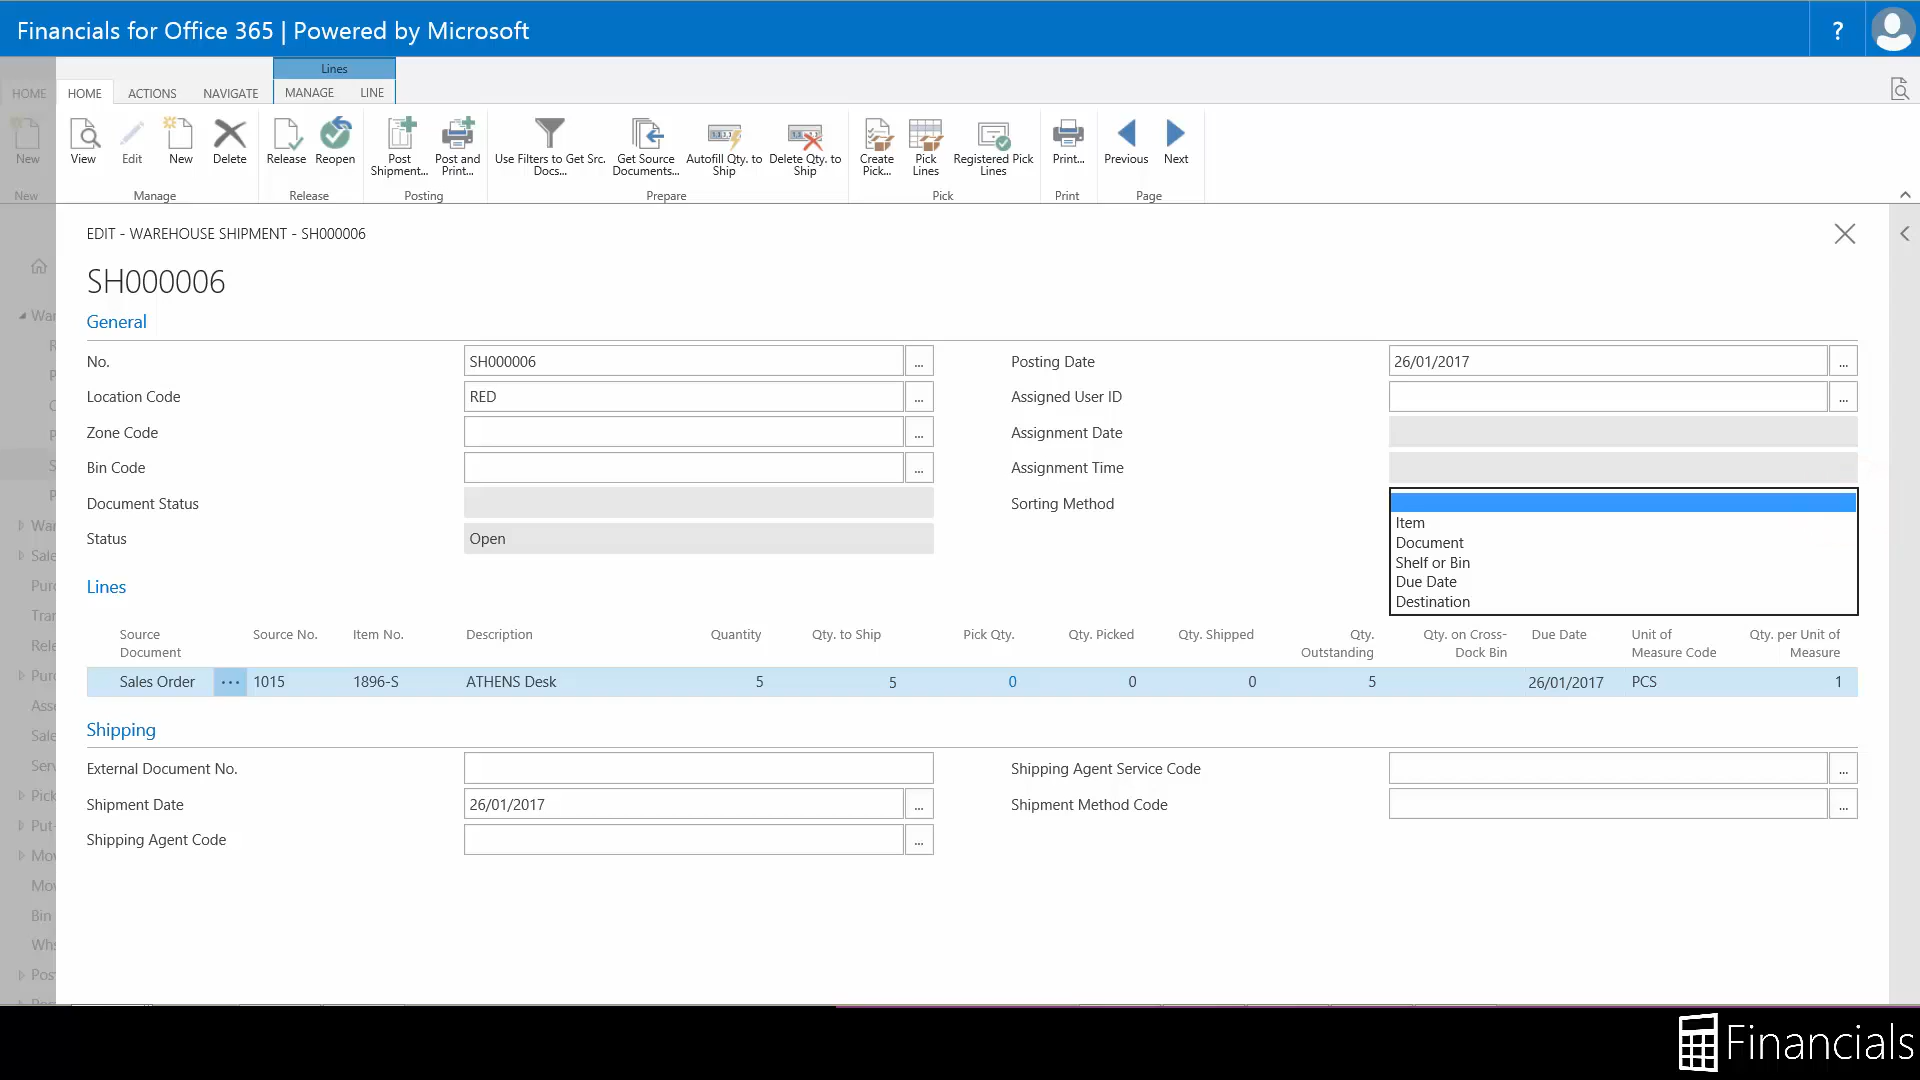 Financials for Office 365 | Powered by Microsoft
?
Lines
HOME
HOME
ACTIONS
NAVIGATE
MANAGE
LINE
New
View
Edit
New
Delete
Release
Reopen
Post Shipment...
Post and Print...
Use Filters to Get Src. Docs...
Get Source Documents...
Autofill Qty. to Ship
Delete Qty. to Ship
Create Pick...
Pick Lines
Registered Pick Lines
Print...
Previous
Next
New
Manage
Release
Posting
Prepare
Pick
Print
Page
EDIT - WAREHOUSE SHIPMENT - SH000006
SH000006
General
No.
SH000006
...
Posting Date
26/01/2017
...
Location Code
RED
...
Assigned User ID
...
Zone Code
...
Assignment Date
Bin Code
...
Assignment Time
Document Status
Sorting Method
Item
Document
Shelf or Bin
Due Date
Destination
Status
Open
Lines
Source Document
Source No.
Item No.
Description
Quantity
Qty. to Ship
Pick Qty.
Qty. Picked
Qty. Shipped
Qty. Outstanding
Qty. on Cross-Dock Bin
Due Date
Unit of Measure Code
Qty. per Unit of Measure
Sales Order
...
1015
1896-S
ATHENS Desk
5
5
0
0
0
5
26/01/2017
PCS
1
Shipping
External Document No.
Shipping Agent Service Code
...
Shipment Date
26/01/2017
...
Shipment Method Code
...
Shipping Agent Code
...
Financials